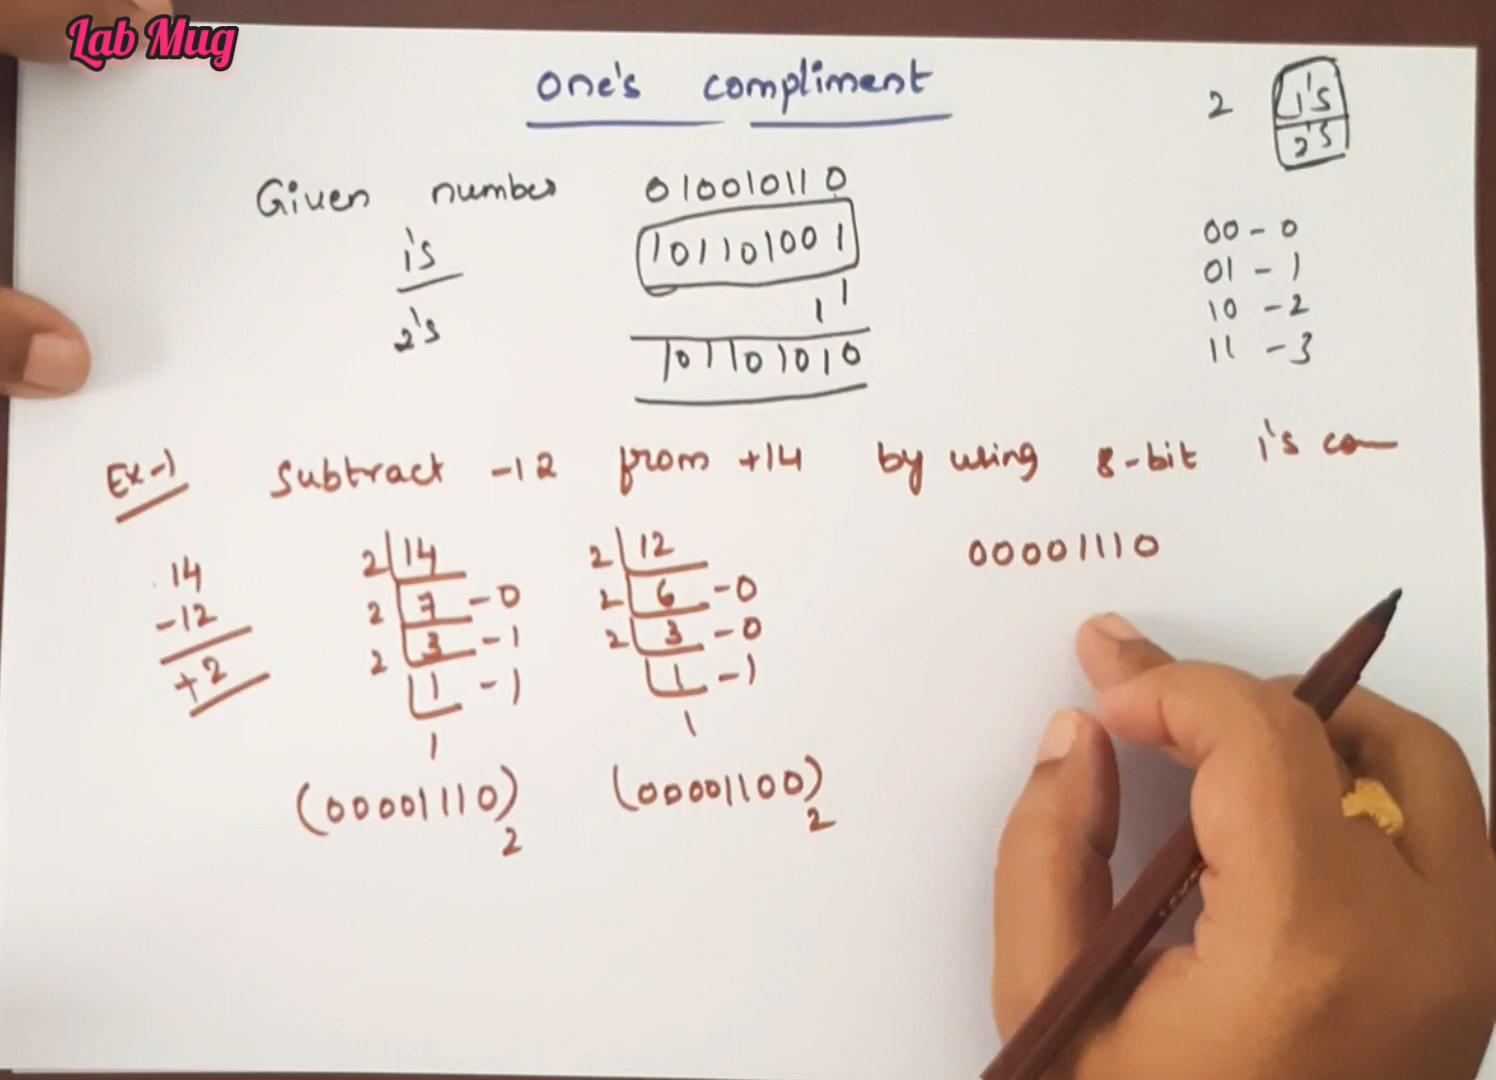 Lab Mug
one's compliment
2 1's
2's
Given number 010010110
1's 101101001
1 1
2's 101101010
00 - 0
01 - 1
10 - 2
11 - 3
Ex-1 Subtract -12 from +14 by using 8-bit 1's co
14
-12
+2
2 14
2 7 - 0
2 3 - 1
1 - 1
1
(00001110)2
2 12
2 6 - 0
2 3 - 0
1 - 1
1
(00001100)2
00001110